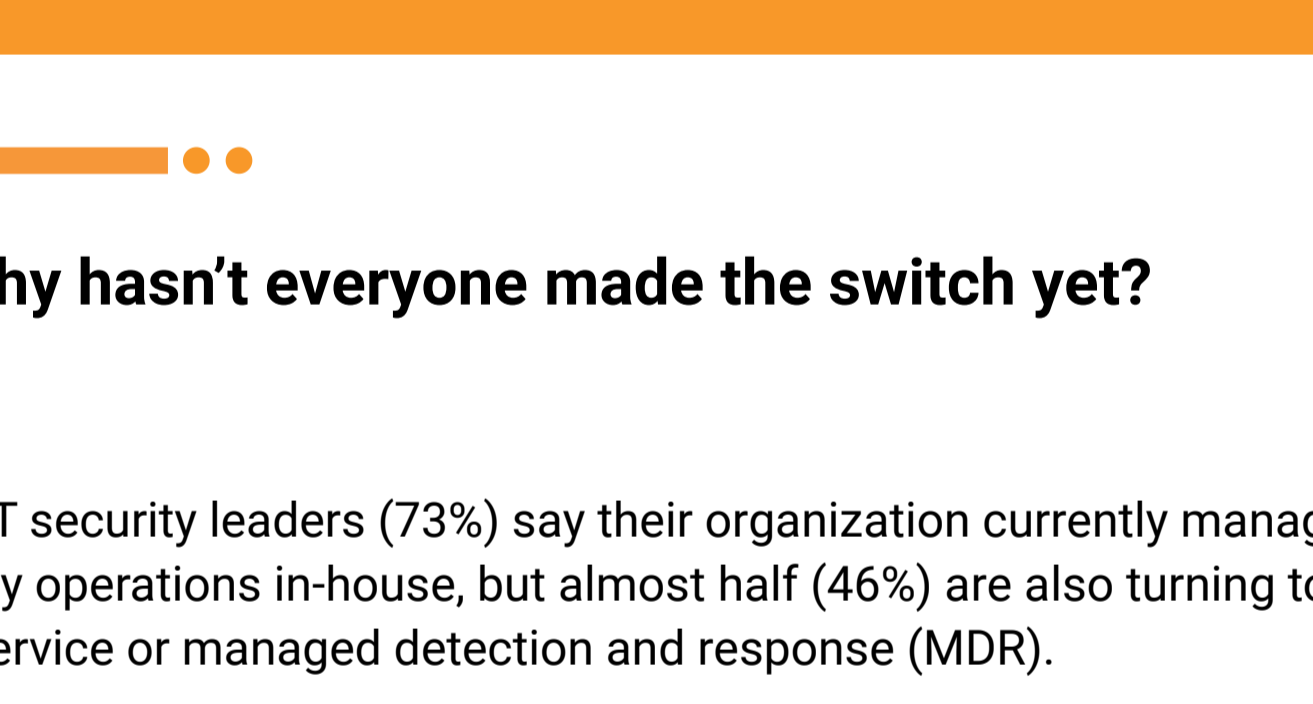 hy hasn’t everyone made the switch yet?
T security leaders (73%) say their organization currently manag
y operations in-house, but almost half (46%) are also turning to
ervice or managed detection and response (MDR).